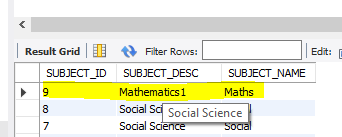 Result Grid Filter Rows: Edit:
SUBJECT_ID SUBJECT_DESC SUBJECT_NAME
9 Mathematics1 Maths
8 Social Scie
Social Science
7 Social Science Social